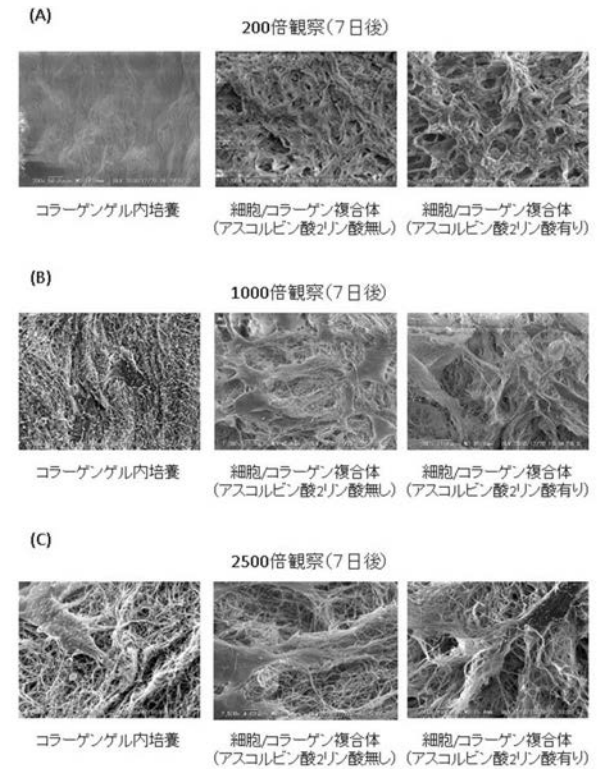 (A)
200倍観察(7日後)
コラーゲンゲル内培養
細胞/コラーゲン複合体
(アスコルビン酸2リン酸無し)
細胞/コラーゲン複合体
(アスコルビン酸2リン酸有り)
(B)
1000倍観察(7日後)
コラーゲンゲル内培養
細胞/コラーゲン複合体
(アスコルビン酸2リン酸無し)
細胞/コラーゲン複合体
(アスコルビン酸2リン酸有り)
(C)
2500倍観察(7日後)
コラーゲンゲル内培養
細胞/コラーゲン複合体
(アスコルビン酸2リン酸無し)
細胞/コラーゲン複合体
(アスコルビン酸2リン酸有り)